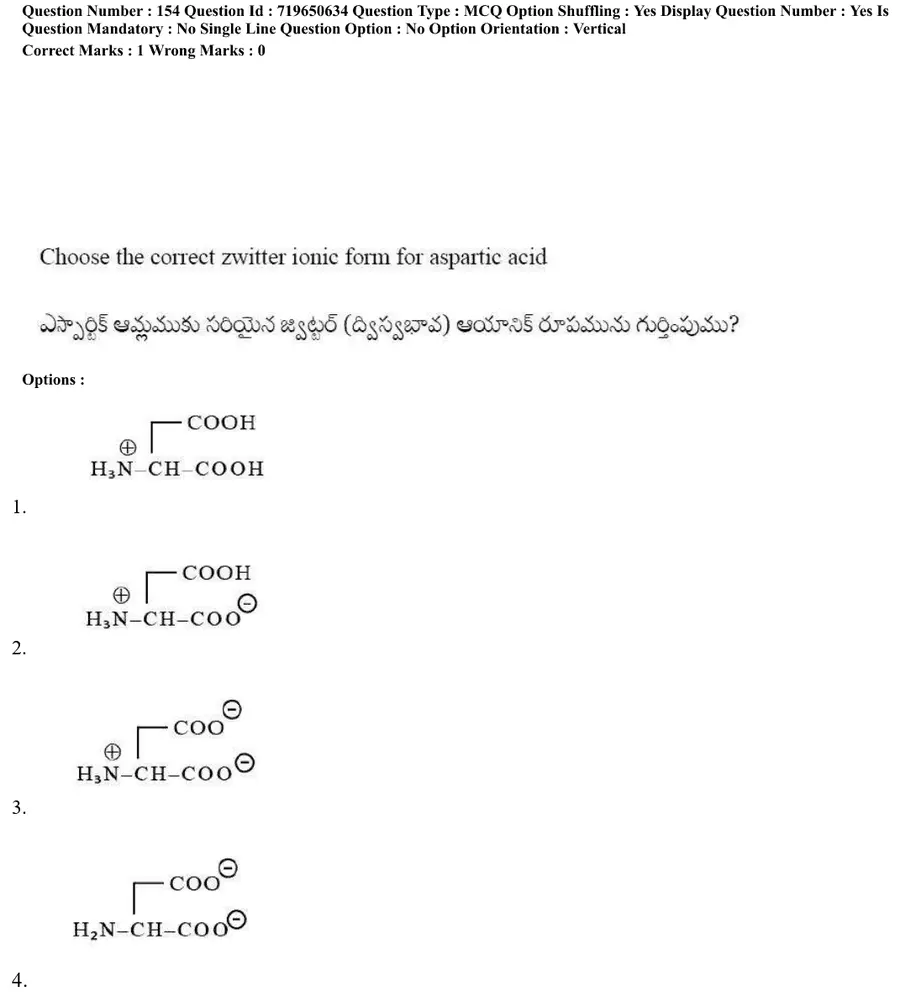 Question Number : 154 Question Id : 719650634 Question Type : MCQ Option Shuffling : Yes Display Question Number : Yes Is
Question Mandatory : No Single Line Question Option : No Option Orientation : Vertical
Correct Marks : 1 Wrong Marks : 0
Choose the correct zwitter ionic form for aspartic acid
ఎస్పార్టిక్ ఆమ్లముకు సరియైన జ్విట్టర్ (ద్విస్వభావ) ఆయానిక్ రూపమును గుర్తింపుము?
Options :
COOH
⊕
H₃N–CH–COOH
1.
COOH
⊕
H₃N–CH–COO⊖
2.
COO⊖
⊕
H₃N–CH–COO⊖
3.
COO⊖
H₂N–CH–COO⊖
4.